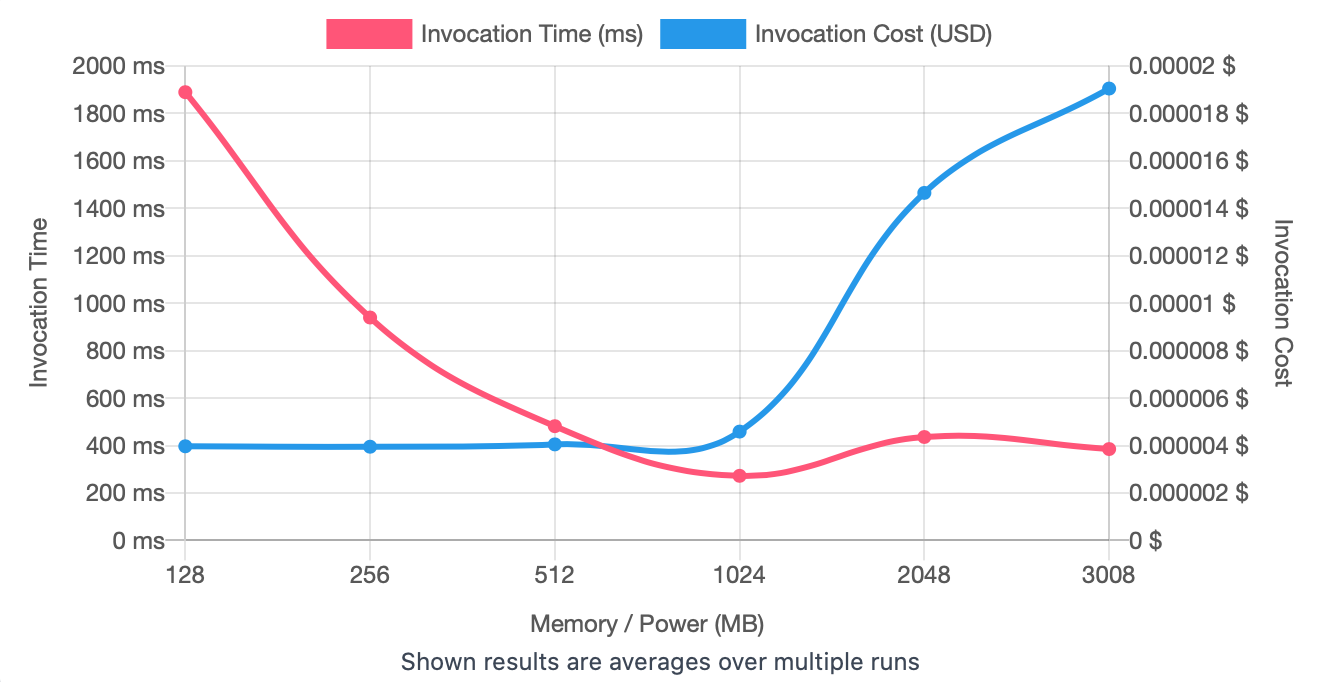 Invocation Time (ms) Invocation Cost (USD)
2000 ms 0.00002 $
1800 ms 0.000018 $
1600 ms 0.000016 $
1400 ms 0.000014 $
1200 ms 0.000012 $
1000 ms 0.00001 $
800 ms 0.000008 $
600 ms 0.000006 $
400 ms 0.000004 $
200 ms 0.000002 $
0 ms 0 $
Invocation Time
Invocation Cost
128 256 512 1024 2048 3008
Memory / Power (MB)
Shown results are averages over multiple runs